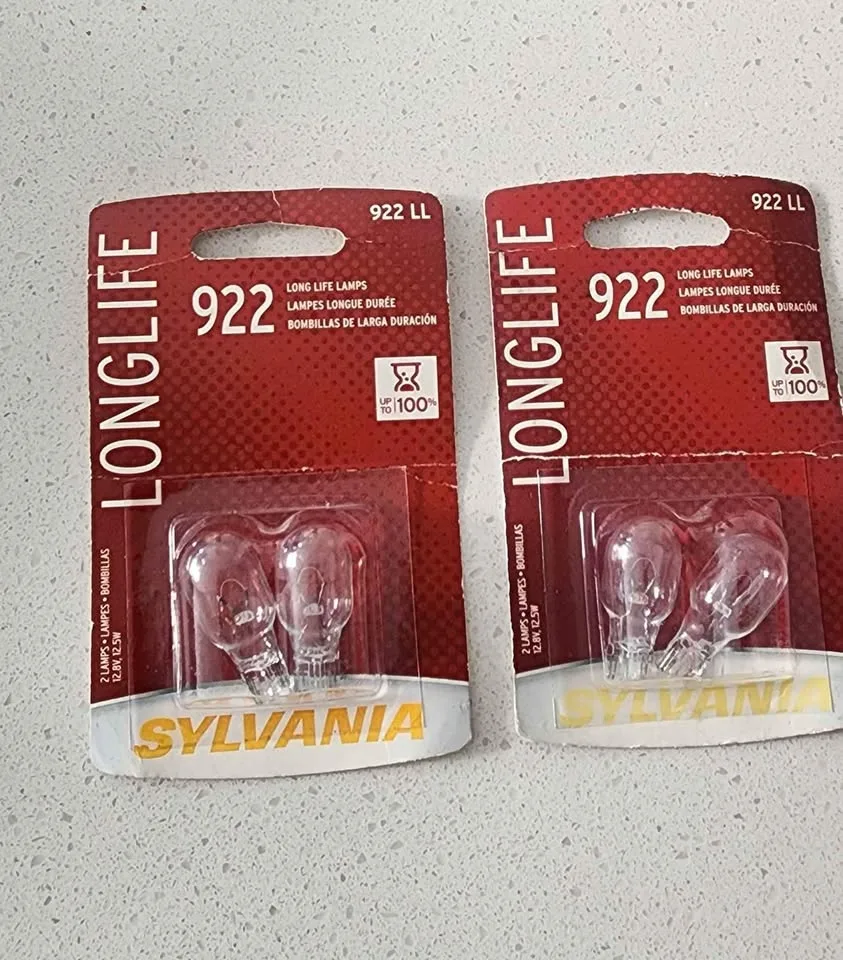 922 LL
LONGLIFE
922
LONG LIFE LAMPS
LAMPES LONGUE DURÉE
BOMBILLAS DE LARGA DURACIÓN
UP TO 100%
2 LAMPS • LAMPES • BOMBILLAS
12.8V, 12.5W
SYLVANIA
922 LL
LONGLIFE
922
LONG LIFE LAMPS
LAMPES LONGUE DURÉE
BOMBILLAS DE LARGA DURACIÓN
UP TO 100%
2 LAMPS • LAMPES • BOMBILLAS
12.8V, 12.5W
SYLVANIA